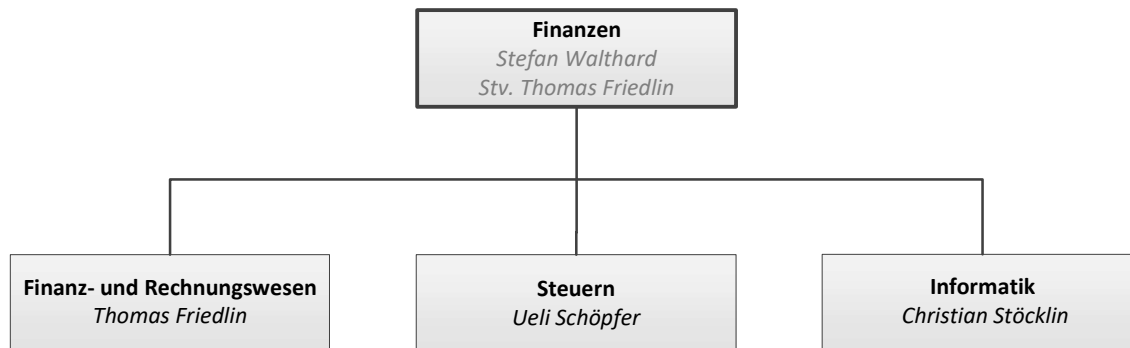 Finanzen
Stefan Walthard
Stv. Thomas Friedlin
Finanz- und Rechnungswesen
Thomas Friedlin
Steuern
Ueli Schöpfer
Informatik
Christian Stöcklin